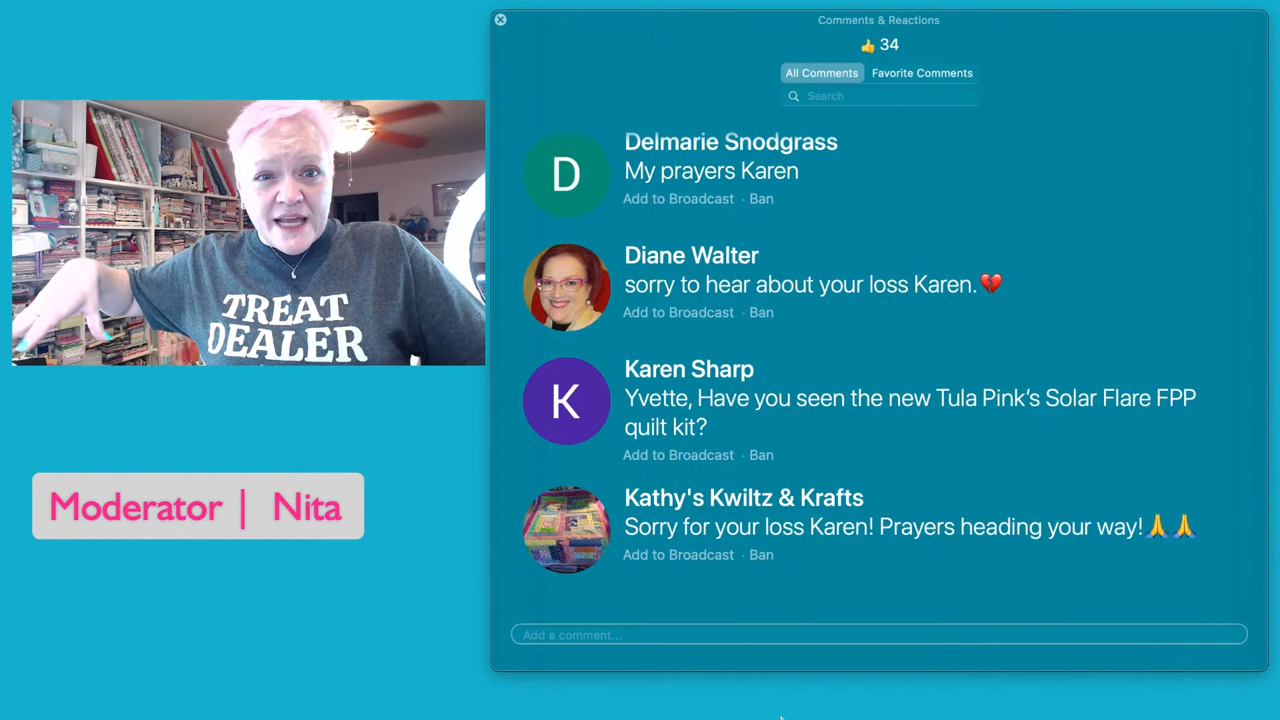 Comments & Reactions
👍 34
All Comments Favorite Comments
Search
Delmarie Snodgrass
D
My prayers Karen
Add to Broadcast · Ban
Diane Walter
sorry to hear about your loss Karen.💔
Add to Broadcast · Ban
Karen Sharp
K
Yvette, Have you seen the new Tula Pink's Solar Flare FPP
quilt kit?
Add to Broadcast · Ban
Kathy's Kwiltz & Krafts
Sorry for your loss Karen! Prayers heading your way!🙏🙏
Add to Broadcast · Ban
Add a comment...
TREAT
DEALER
Moderator | Nita